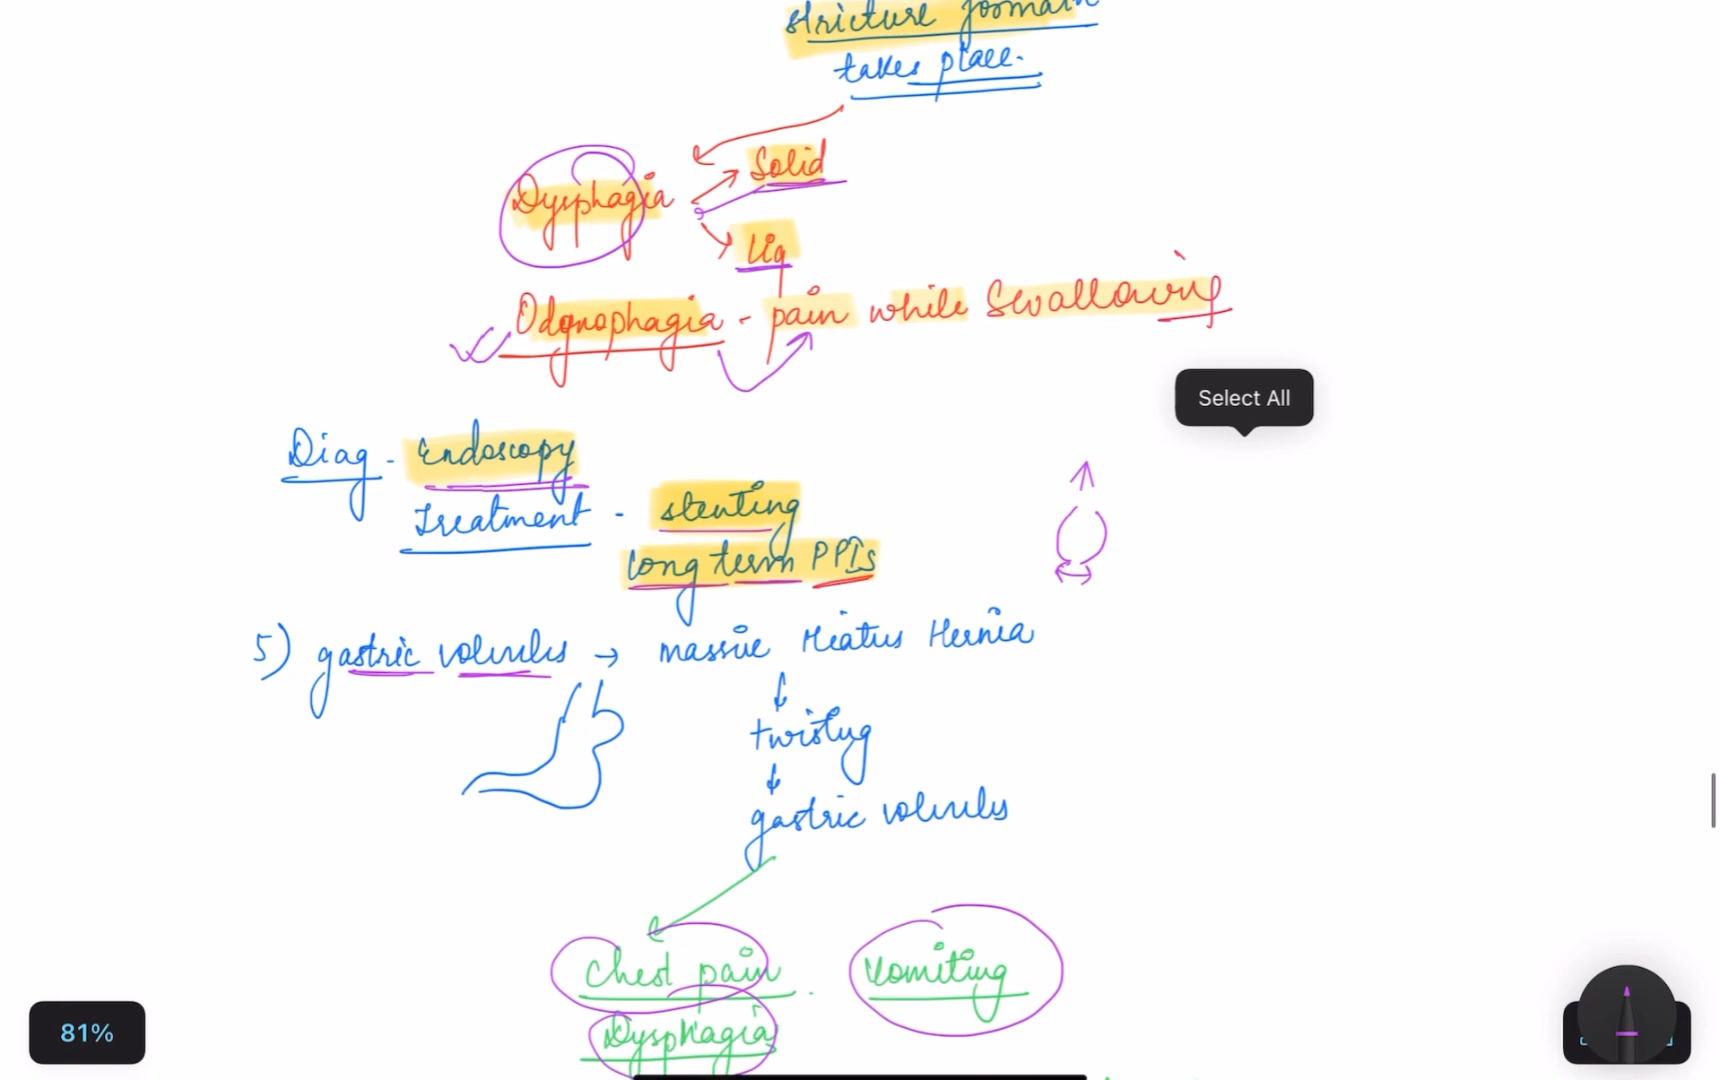 stricture formatn
takes place.
Dysphagia
Solid
Liq
Odynophagia - pain while Swallowing
Select All
Diag - Endoscopy
Treatment - stenting
long term PPIs
5) gastric volvulus → massive Hiatus Hernia
↓
twisting
↓
gastric volvulus
Chest pain. Vomiting
Dysphagia
81%